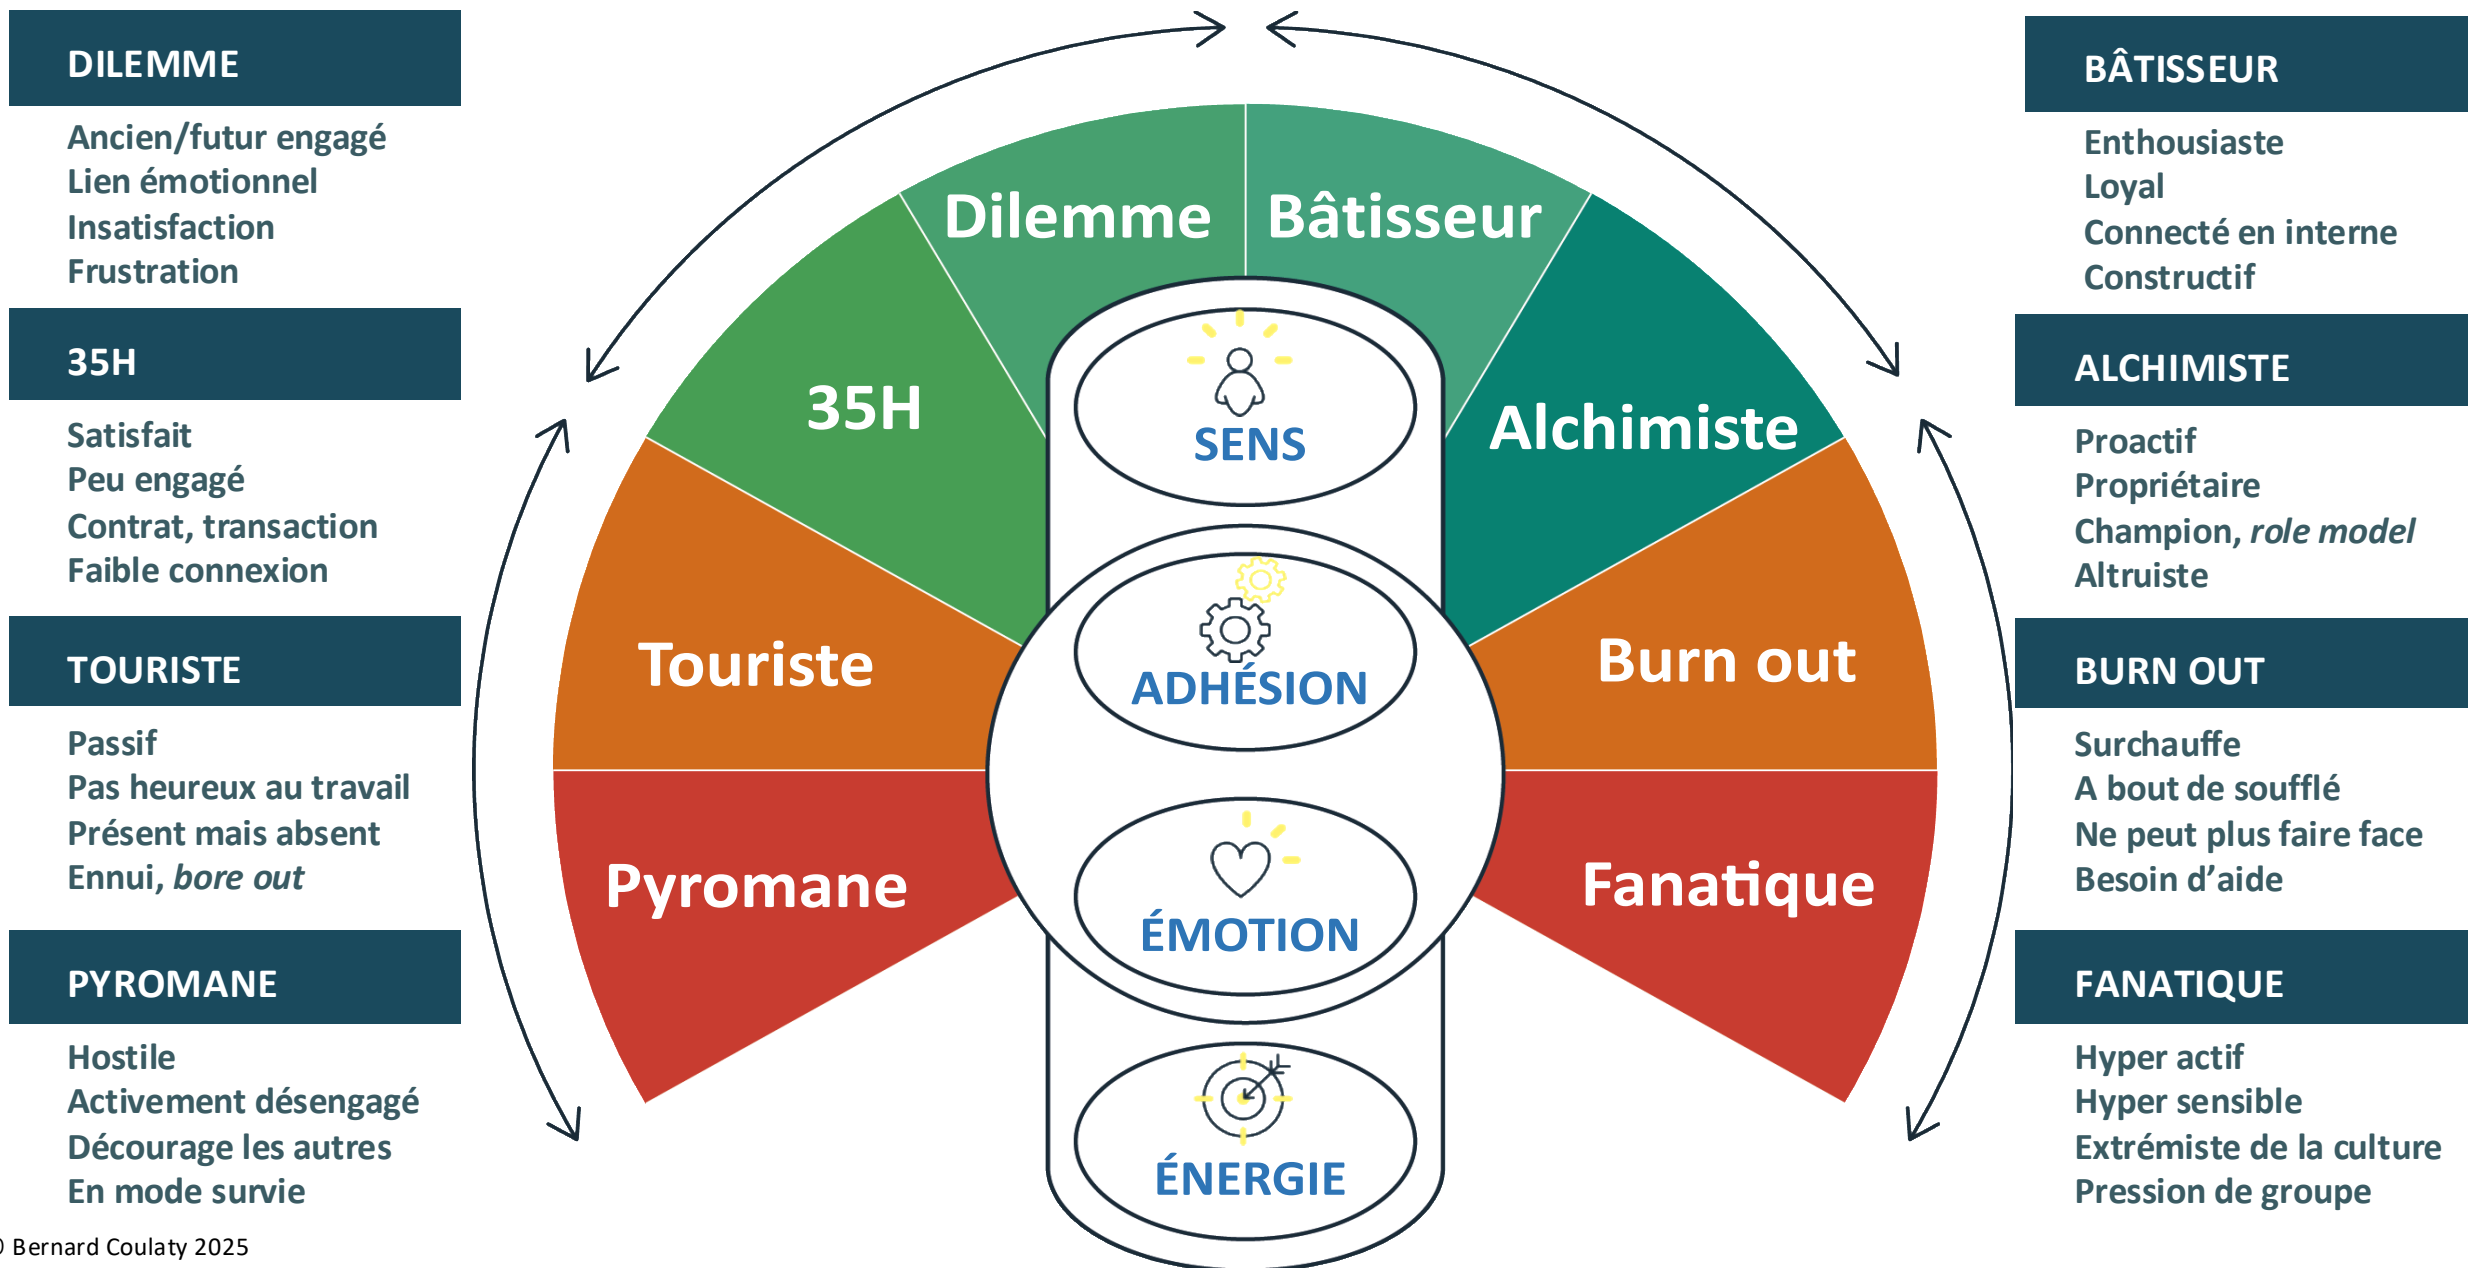 DILEMME
Ancien/futur engagé
Lien émotionnel
Insatisfaction
Frustration
35H
Satisfait
Peu engagé
Contrat, transaction
Faible connexion
TOURISTE
Passif
Pas heureux au travail
Présent mais absent
Ennui, bore out
PYROMANE
Hostile
Activement désengagé
Décourage les autres
En mode survie
Dilemme
Bâtisseur
35H
Alchimiste
Touriste
Burn out
Pyromane
Fanatique
SENS
ADHÉSION
ÉMOTION
ÉNERGIE
BÂTISSEUR
Enthousiaste
Loyal
Connecté en interne
Constructif
ALCHIMISTE
Proactif
Propriétaire
Champion, role model
Altruiste
BURN OUT
Surchauffe
A bout de soufflé
Ne peut plus faire face
Besoin d’aide
FANATIQUE
Hyper actif
Hyper sensible
Extrémiste de la culture
Pression de groupe
© Bernard Coulaty 2025